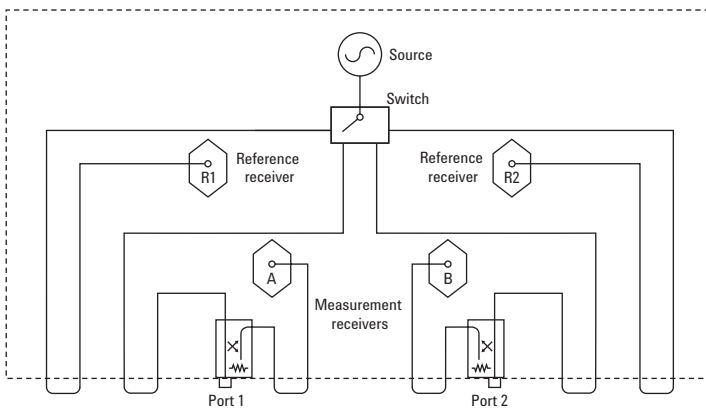 Source
Switch
Reference
receiver
R1
Reference
receiver
R2
A
B
Measurement
receivers
Port 1
Port 2